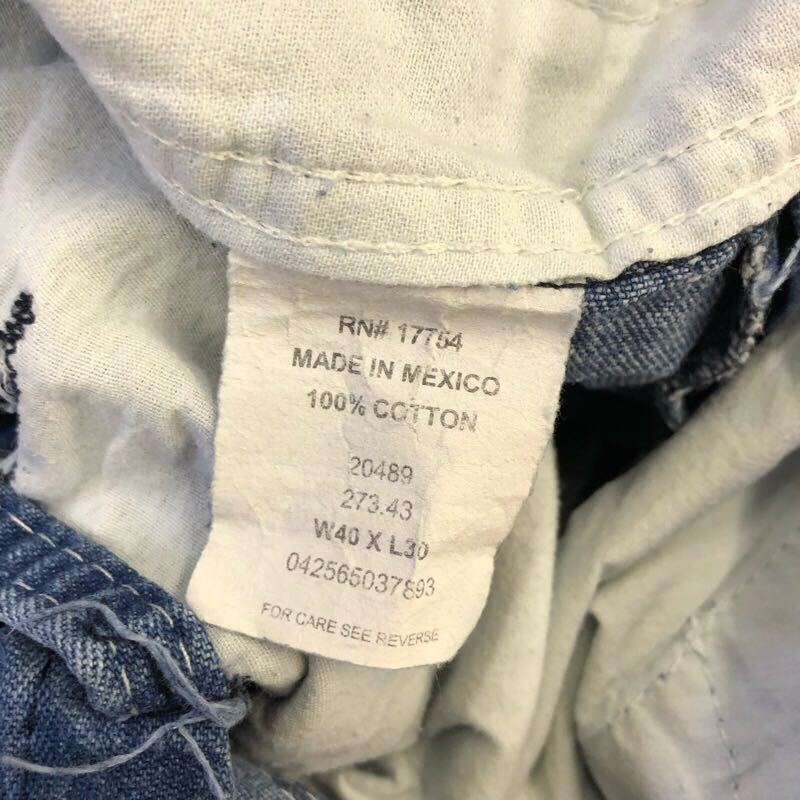 RN# 17754
MADE IN MEXICO
100% COTTON
20489
273.43
W40 X L30
042565037893
FOR CARE SEE REVERSE